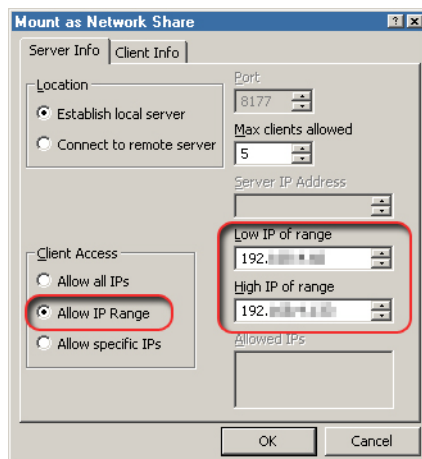 Mount as Network Share
Server Info
Client Info
Location
Establish local server
Connect to remote server
Port
8177
Max clients allowed
5
Server IP Address
Client Access
Allow all IPs
Allow IP Range
Allow specific IPs
Low IP of range
192.
High IP of range
192.
Allowed IPs
OK
Cancel